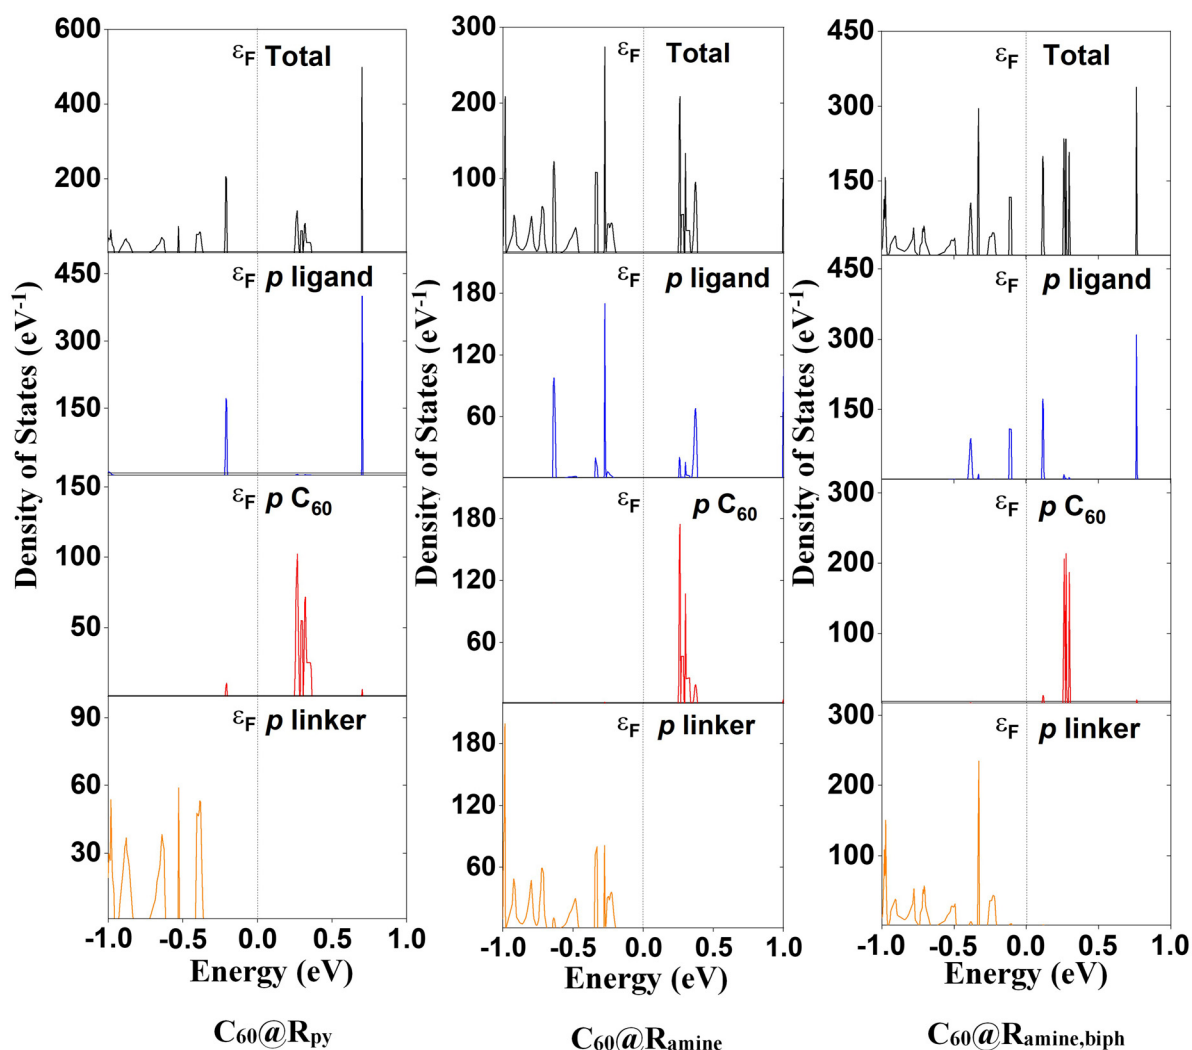 Density of States (eV-1)
600
400
200
εF Total
450
300
150
εF p ligand
150
100
50
εF p C60
90
60
30
εF p linker
-1.0 -0.5 0.0 0.5 1.0
Energy (eV)
C60@Rpy
Density of States (eV-1)
300
200
100
εF Total
180
120
60
εF p ligand
180
120
60
εF p C60
180
120
60
εF p linker
-1.0 -0.5 0.0 0.5 1.0
Energy (eV)
C60@Ramine
Density of States (eV-1)
450
300
150
εF Total
450
300
150
εF p ligand
300
200
100
εF p C60
300
200
100
εF p linker
-1.0 -0.5 0.0 0.5 1.0
Energy (eV)
C60@Ramine,biph